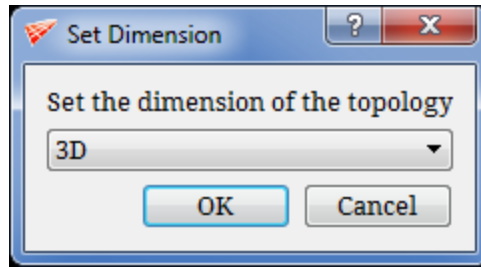 Set Dimension
?
X
Set the dimension of the topology
3D
OK
Cancel